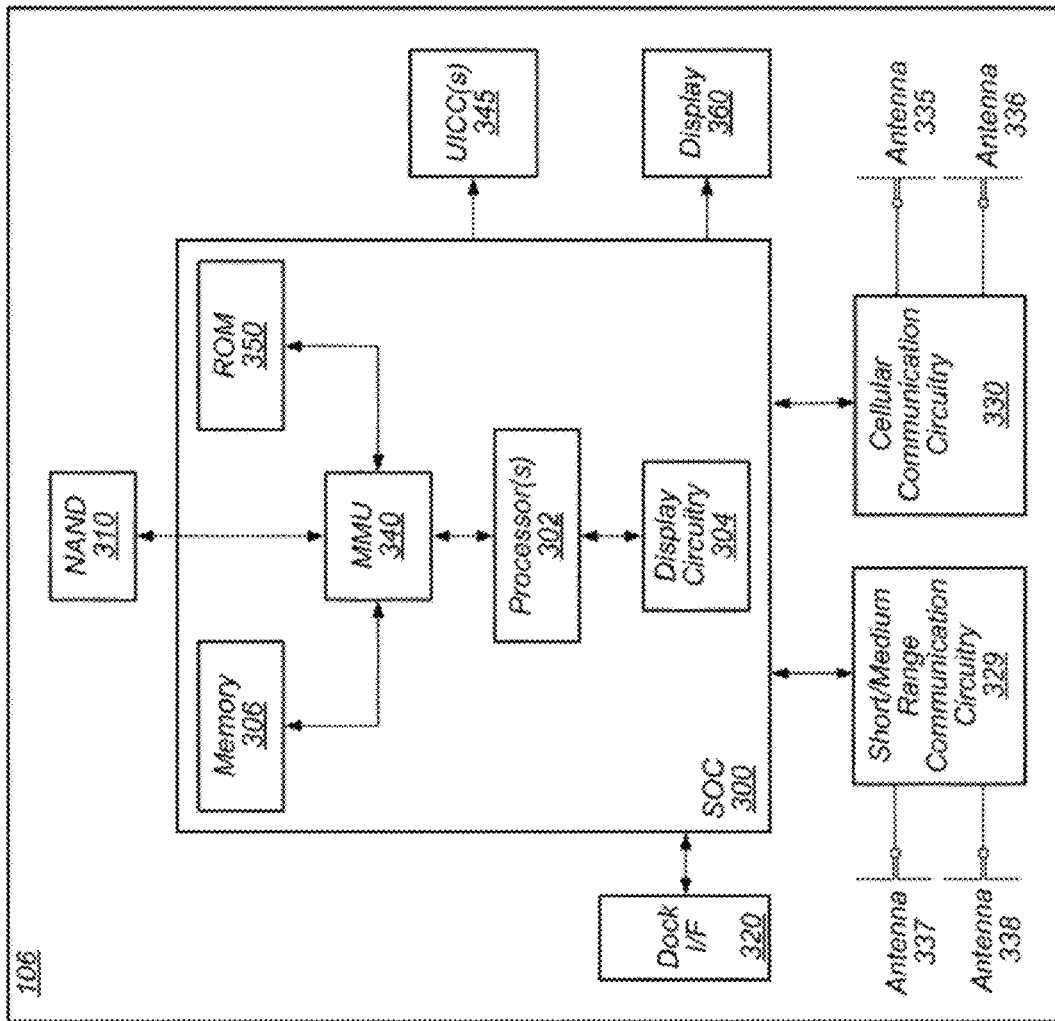 106
NAND
310
Memory
306
ROM
350
MMU
340
Processor(s)
302
Display
Circuitry
304
SOC
300
Dock
I/F
320
UICC(s)
345
Display
360
Short/Medium
Range
Communication
Circuitry
329
Cellular
Communication
Circuitry
330
Antenna
337
Antenna
338
Antenna
335
Antenna
336